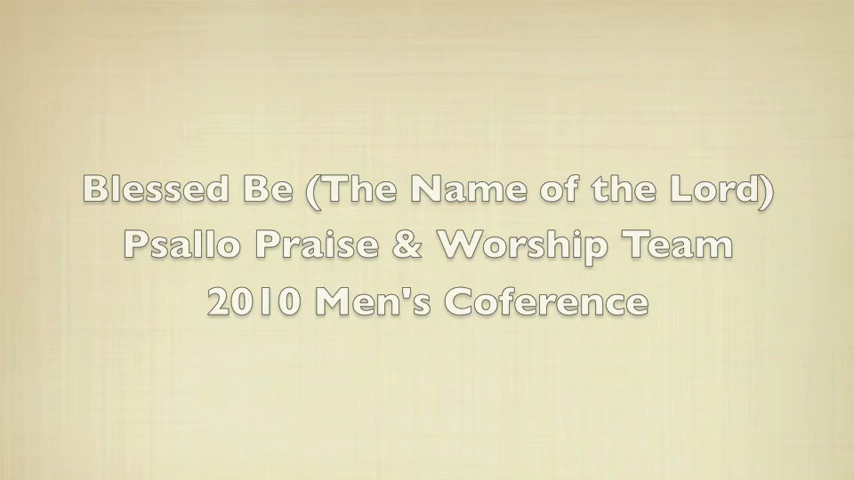 Blessed Be (The Name of the Lord)
Psallo Praise & Worship Team
2010 Men's Coference